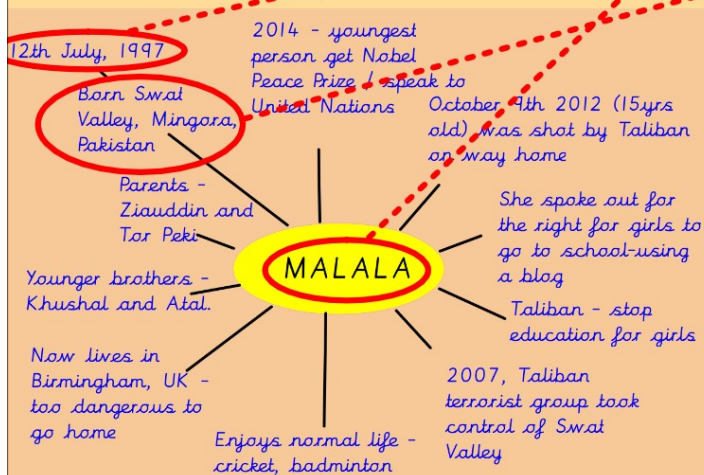 12th July, 1997
Born Swat
Valley, Mingora,
Pakistan
2014 - youngest
person get Nobel
Peace Prize / speak to
United Nations
October 9th 2012 (15yrs
old) was shot by Taliban
on way home
Parents -
Ziauddin and
Tor Peki
She spoke out for
the right for girls to
go to school-using
a blog
MALALA
Younger brothers -
Khushal and Atal.
Taliban - stop
education for girls
Now lives in
Birmingham, UK -
too dangerous to
go home
2007, Taliban
terrorist group took
control of Swat
Valley
Enjoys normal life -
cricket, badminton